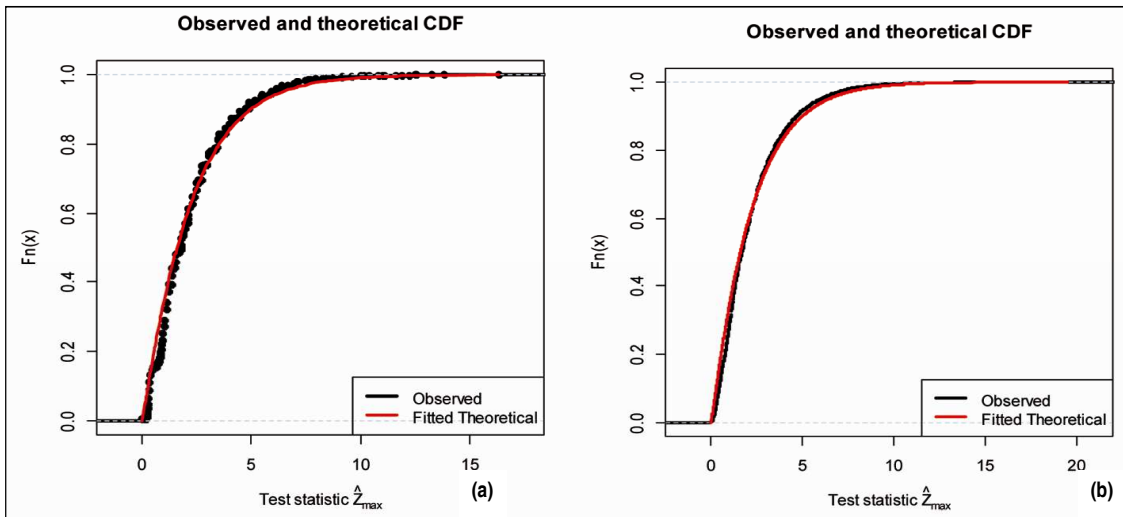 Observed and theoretical CDF
Fn(x)
1.0
0.8
0.6
0.4
0.2
0.0
Observed
Fitted Theoretical
0 5 10 15
Test statistic Ẑmax
(a)
Observed and theoretical CDF
Fn(x)
1.0
0.8
0.6
0.4
0.2
0.0
Observed
Fitted Theoretical
0 5 10 15 20
Test statistic Ẑmax
(b)